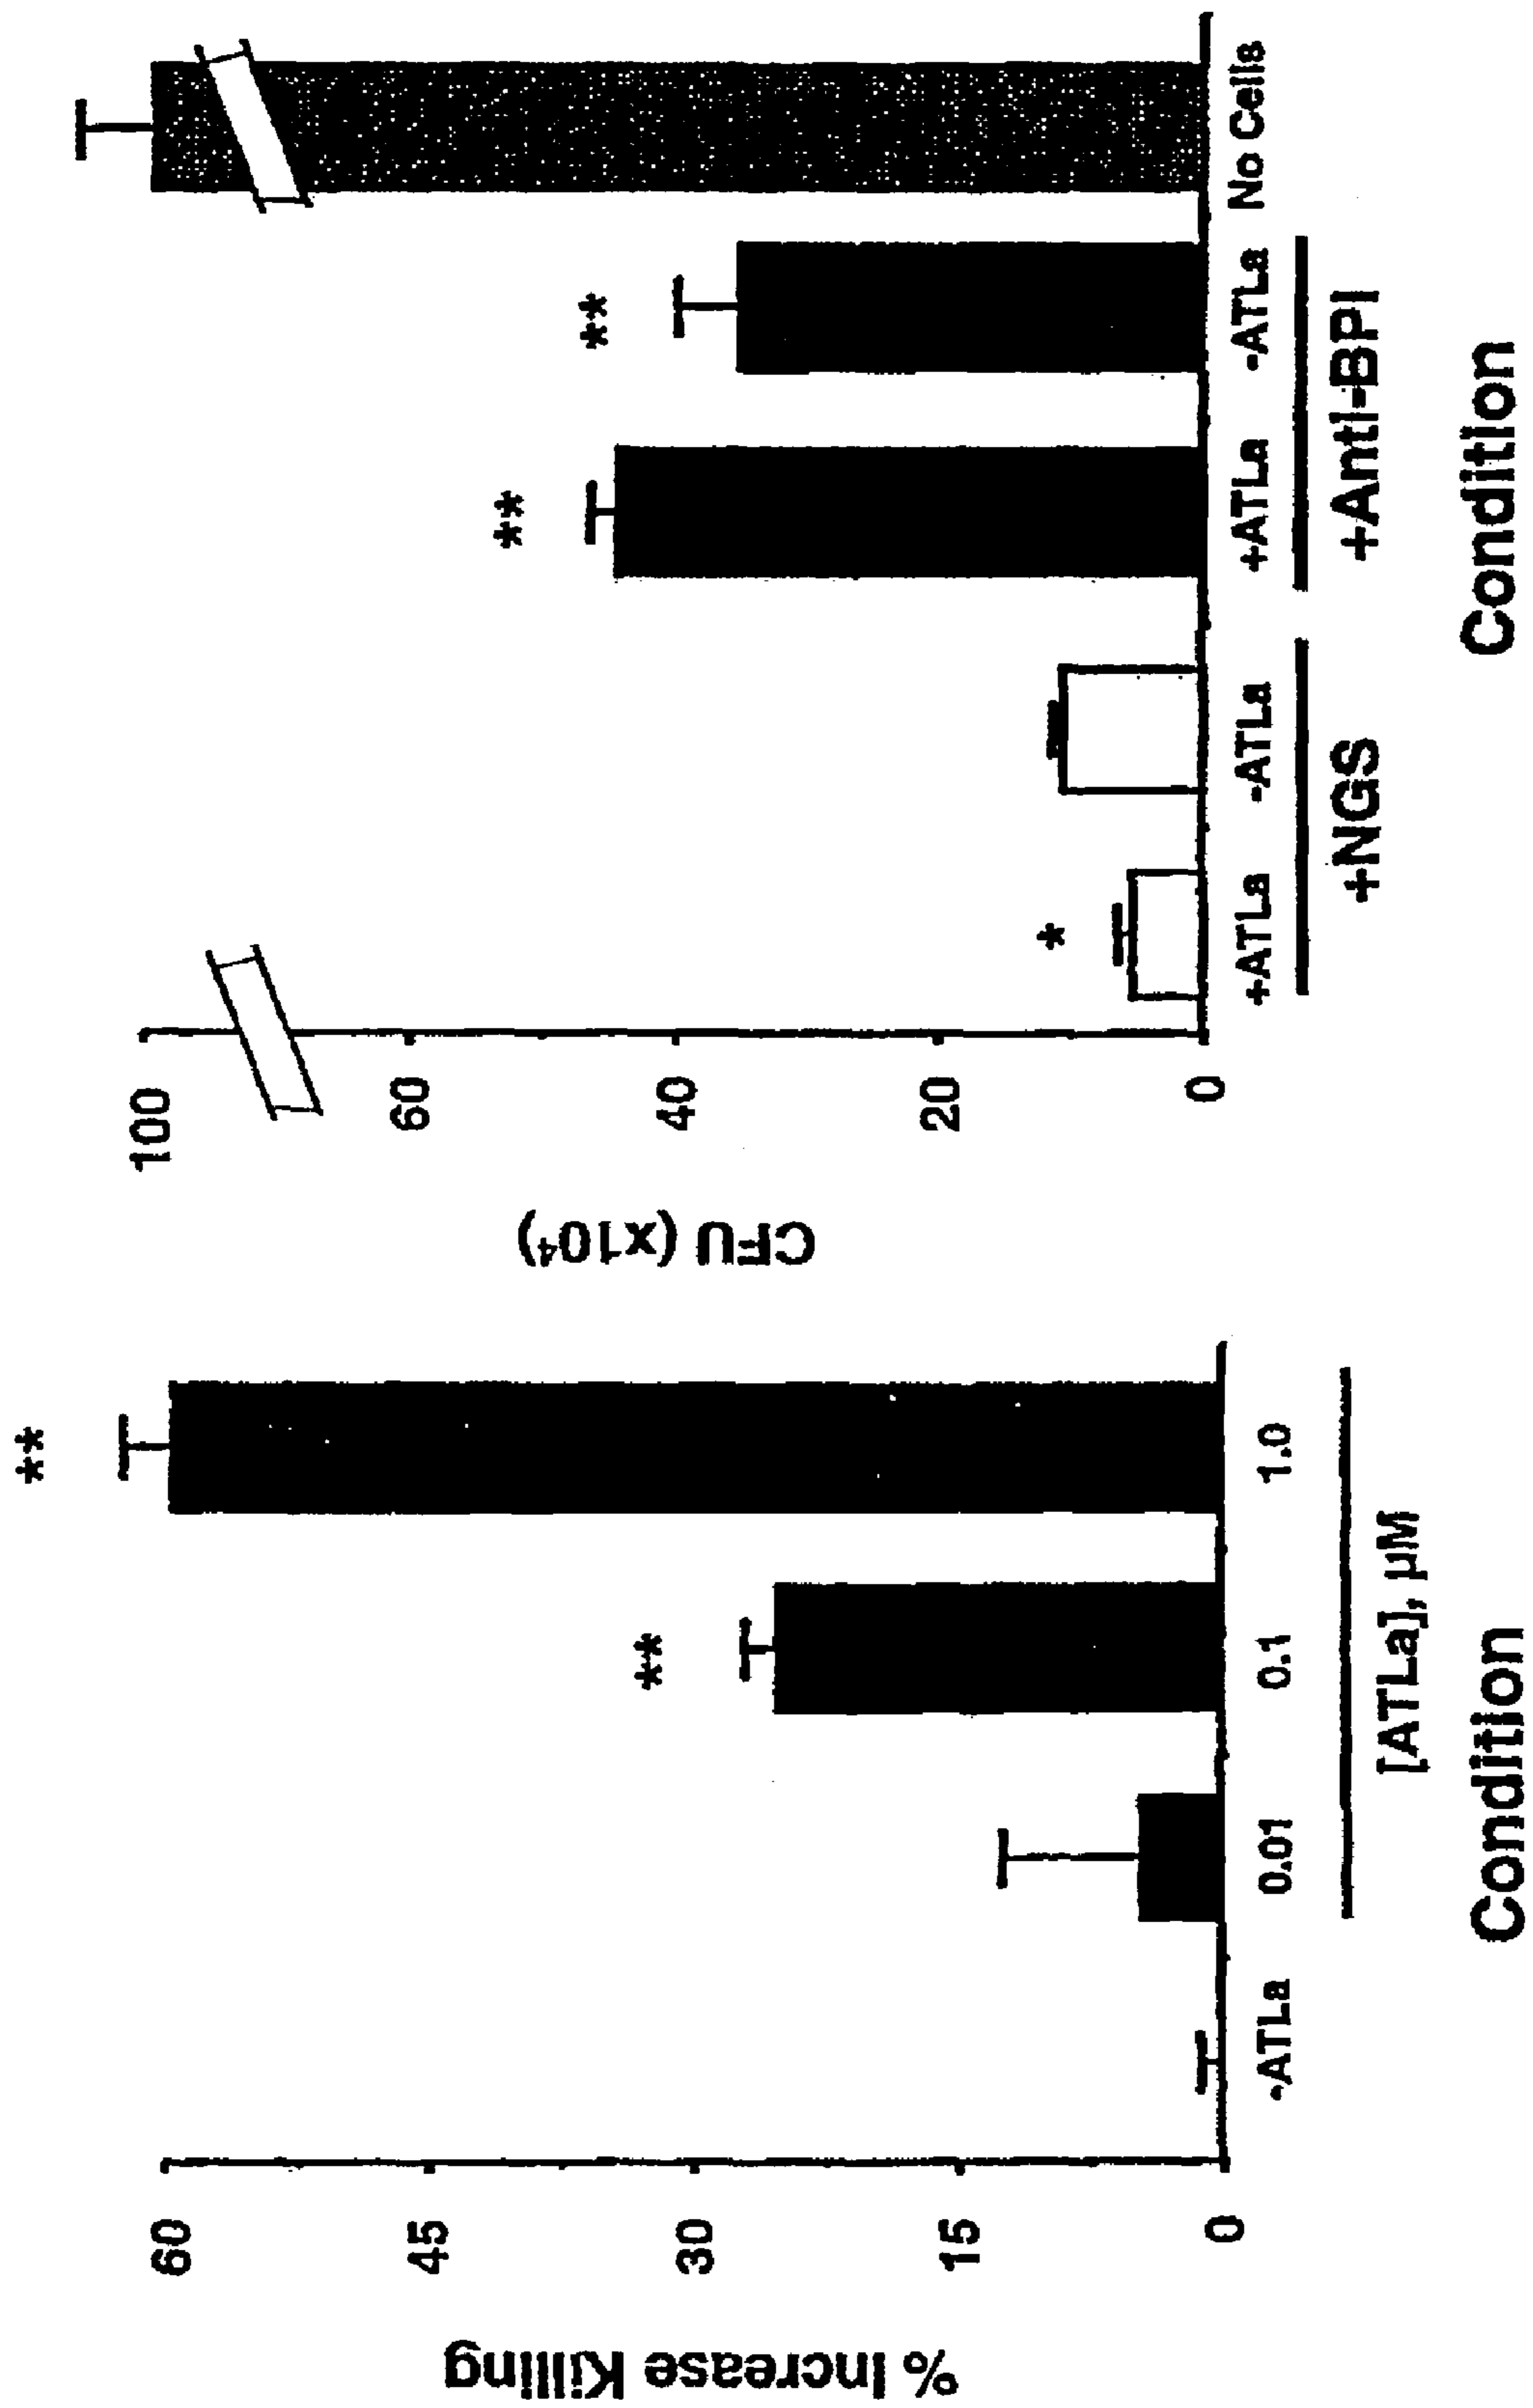 % Increase Killing
60
45
30
15
0
**
**
-ATLa 0.01 0.1 1.0
[ATLa], µM
Condition
CFU (x10⁴)
100
60
40
20
0
*
**
**
+ATLa -ATLa +ATLa -ATLa No Cells
+NGS +Anti-BPI
Condition